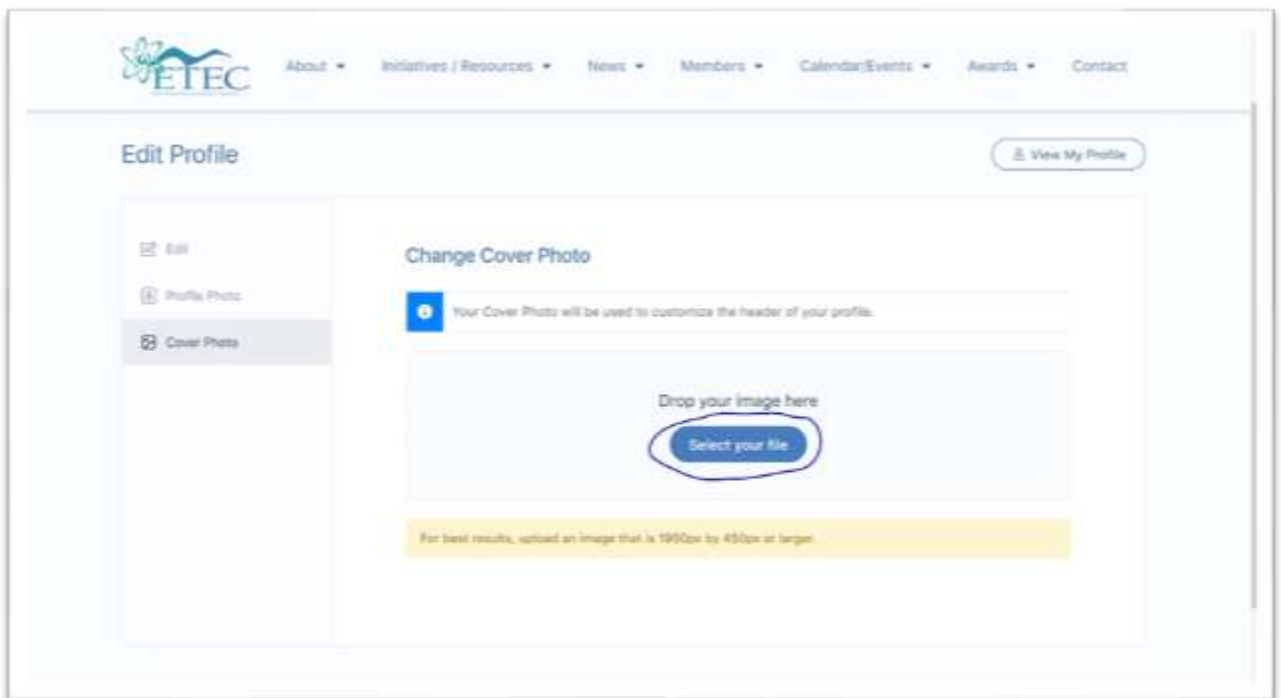 ETEC
About
Initiatives / Resources
News
Members
Calendar/Events
Awards
Contact
Edit Profile
View My Profile
Edit
Profile Photo
Cover Photo
Change Cover Photo
Your Cover Photo will be used to customize the header of your profile.
Drop your image here
Select your file
For best results, upload an image that is 1950px by 450px or larger.